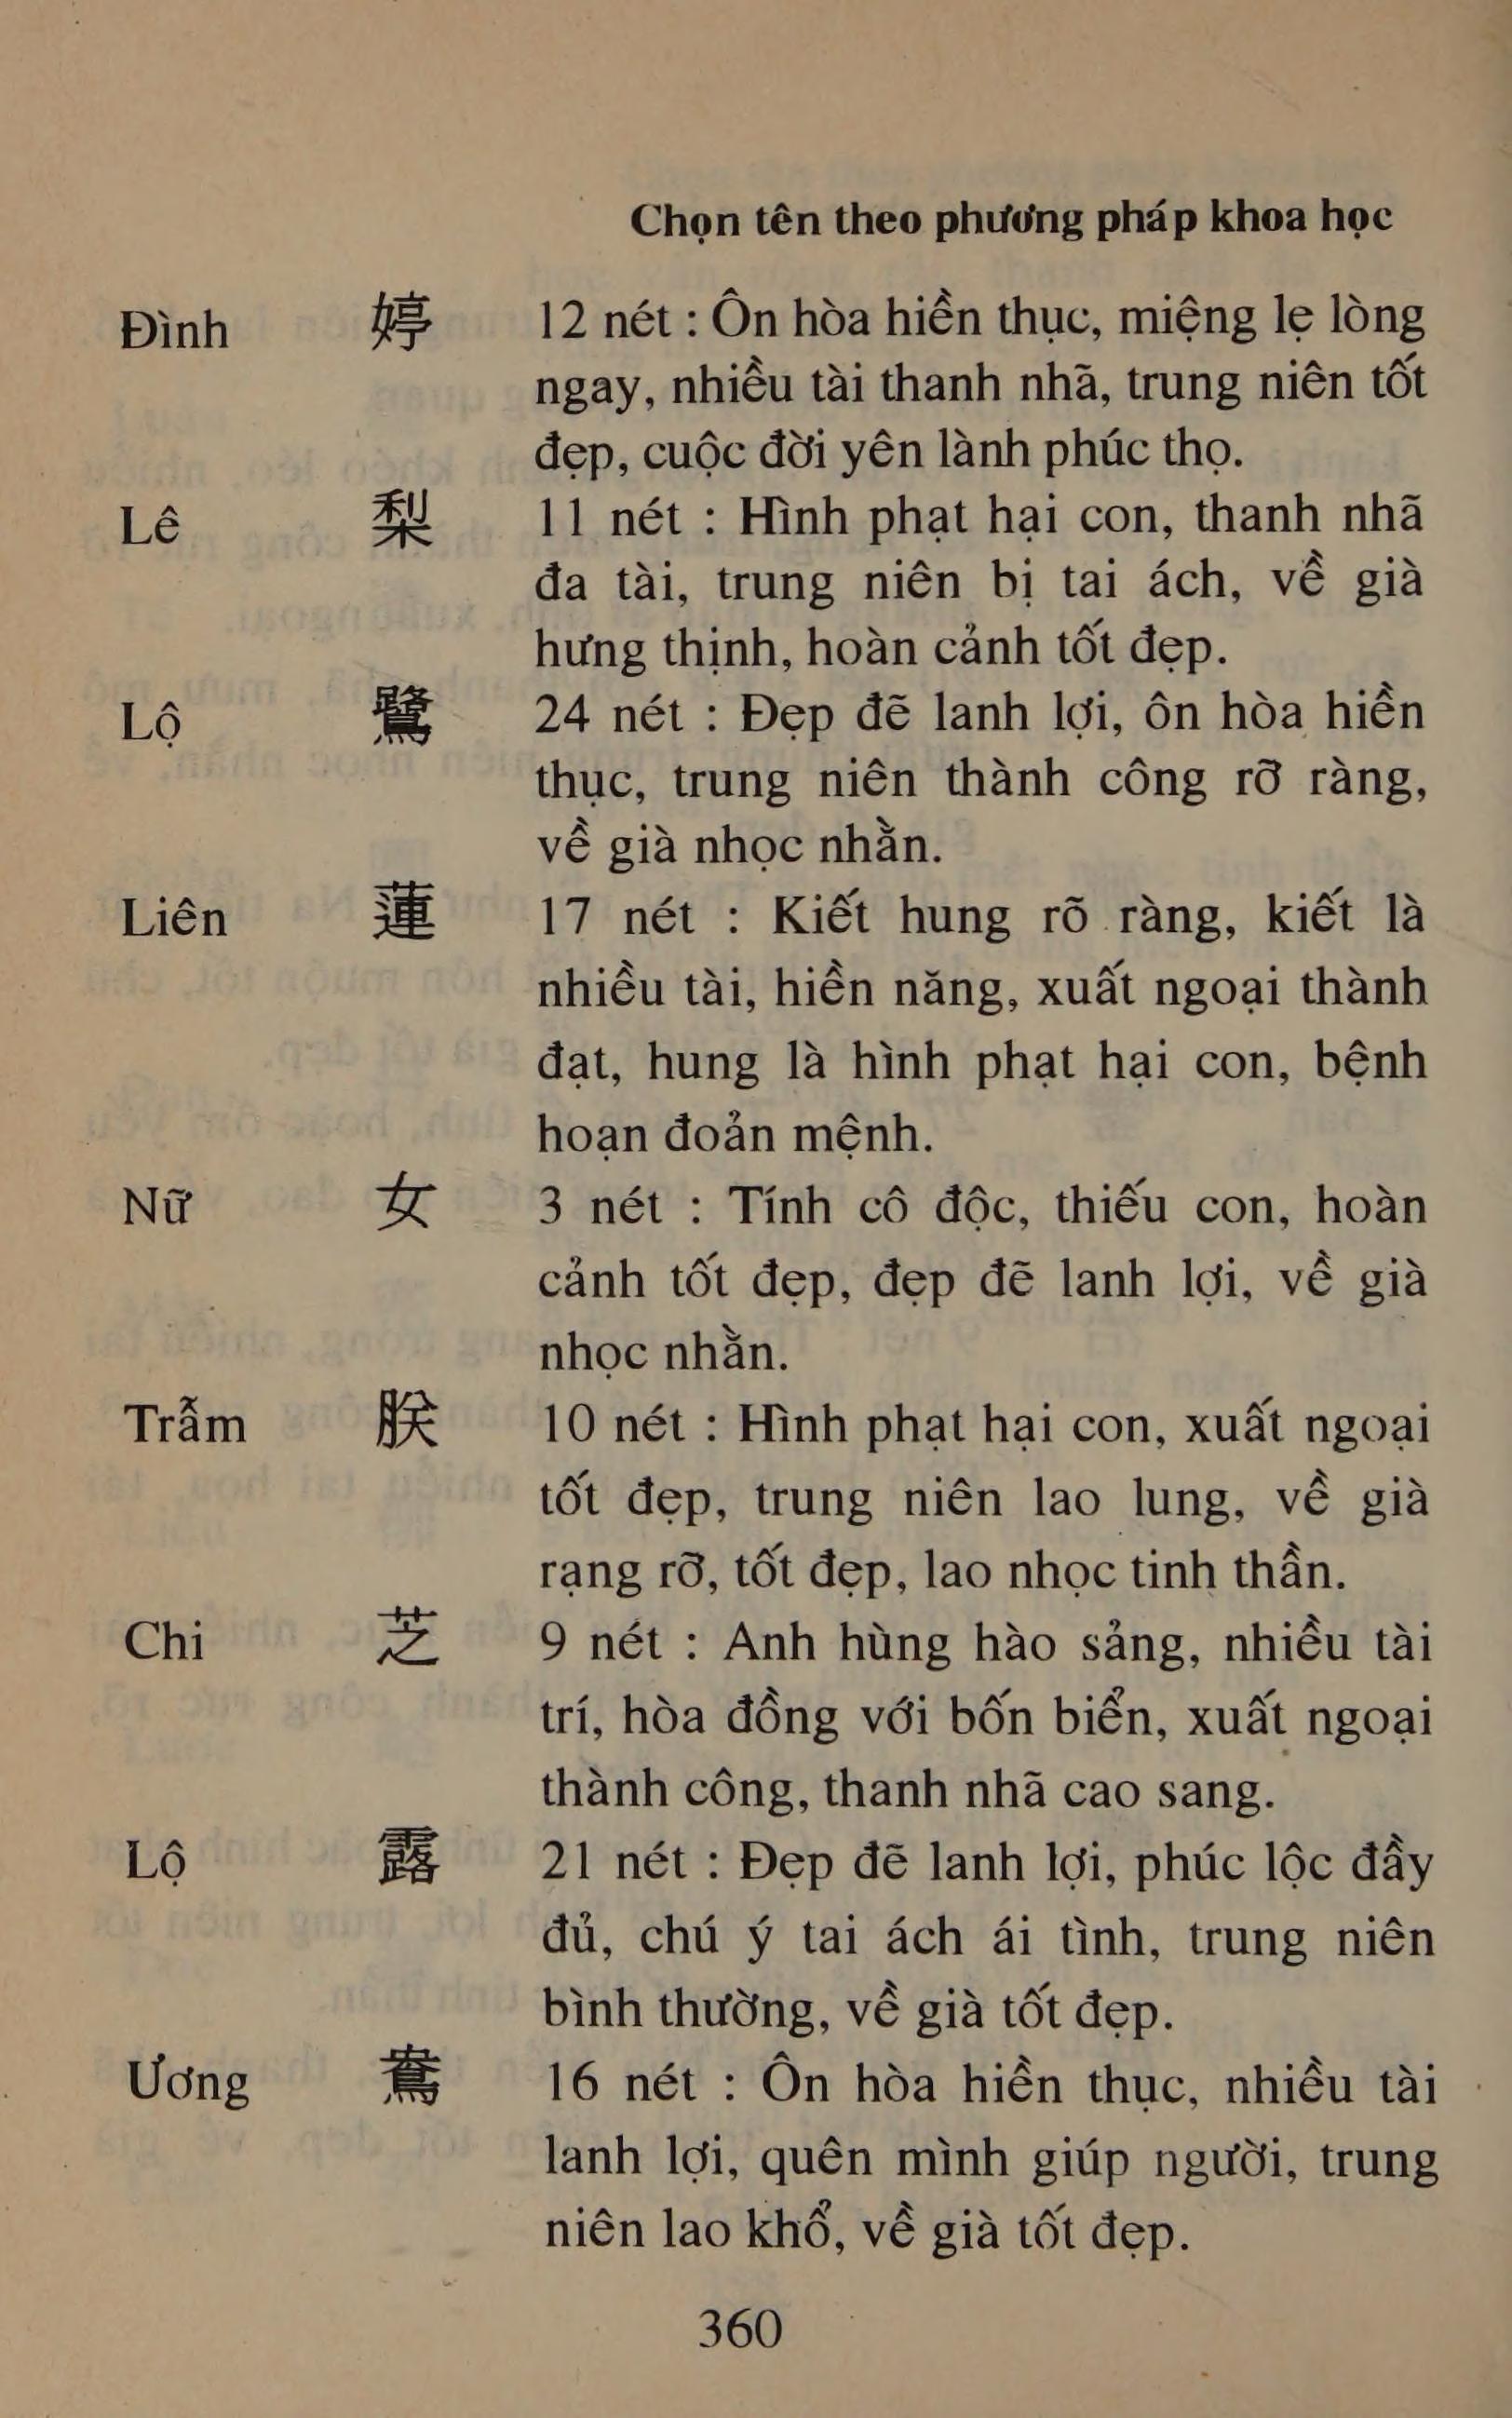 Chọn tên theo phương pháp khoa học
Đình 婷 12 nét : Ôn hòa hiền thục, miệng lẹ lòng
ngay, nhiều tài thanh nhã, trung niên tốt
đẹp, cuộc đời yên lành phúc thọ.
Lê 梨 11 nét : Hình phạt hại con, thanh nhã
đa tài, trung niên bị tai ách, về già
hưng thịnh, hoàn cảnh tốt đẹp.
Lộ 鷺 24 nét : Đẹp đẽ lanh lợi, ôn hòa hiền
thục, trung niên thành công rỡ ràng,
về già nhọc nhằn.
Liên 蓮 17 nét : Kiết hung rõ ràng, kiết là
nhiều tài, hiền năng, xuất ngoại thành
đạt, hung là hình phạt hại con, bệnh
hoạn đoản mệnh.
Nữ 女 3 nét : Tính cô độc, thiếu con, hoàn
cảnh tốt đẹp, đẹp đẽ lanh lợi, về già
nhọc nhằn.
Trẫm 朕 10 nét : Hình phạt hại con, xuất ngoại
tốt đẹp, trung niên lao lung, về già
rạng rỡ, tốt đẹp, lao nhọc tinh thần.
Chi 芝 9 nét : Anh hùng hào sảng, nhiều tài
trí, hòa đồng với bốn biển, xuất ngoại
thành công, thanh nhã cao sang.
Lộ 露 21 nét : Đẹp đẽ lanh lợi, phúc lộc đầy
đủ, chú ý tai ách ái tình, trung niên
bình thường, về già tốt đẹp.
Ương 鴦 16 nét : Ôn hòa hiền thục, nhiều tài
lanh lợi, quên mình giúp người, trung
niên lao khổ, về già tốt đẹp.
360